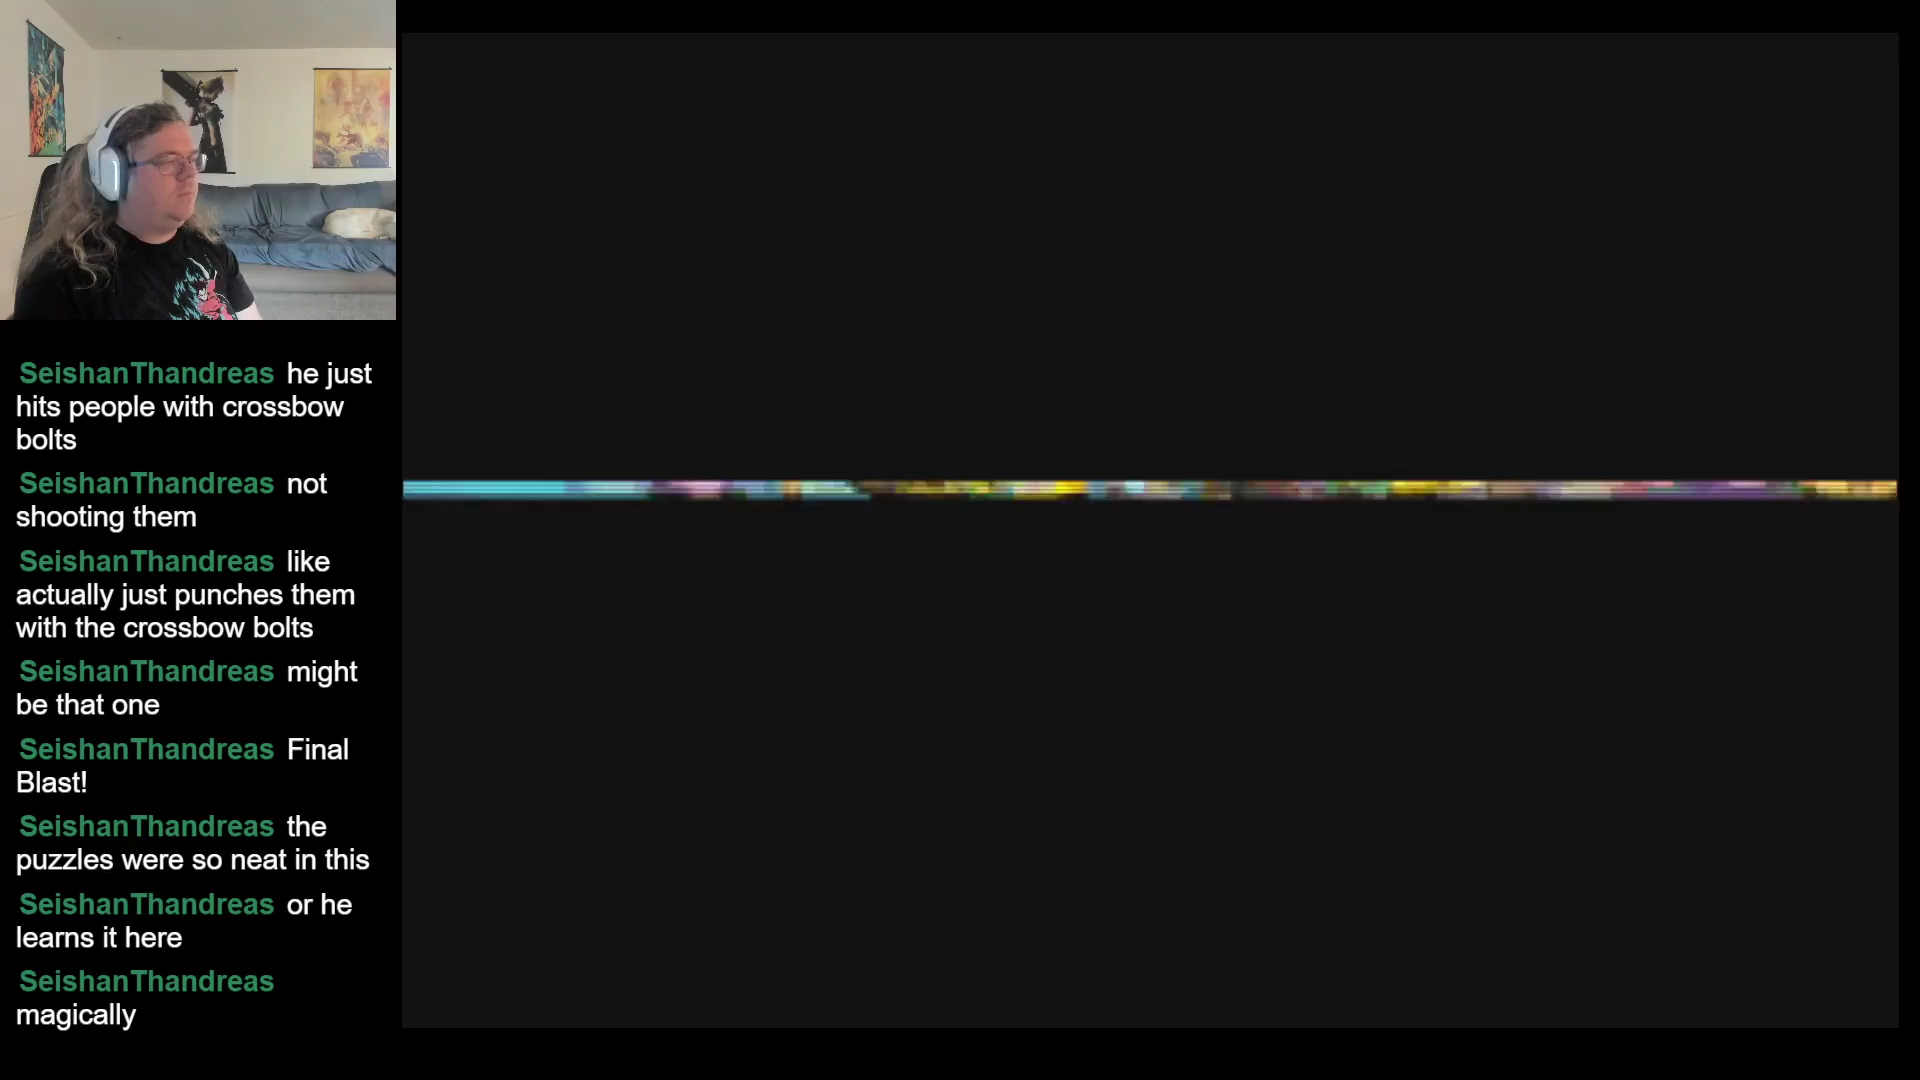 SeishanThandreas he just
hits people with crossbow
bolts
SeishanThandreas not
shooting them
SeishanThandreas like
actually just punches them
with the crossbow bolts
SeishanThandreas might
be that one
SeishanThandreas Final
Blast!
SeishanThandreas the
puzzles were so neat in this
SeishanThandreas or he
learns it here
SeishanThandreas
magically